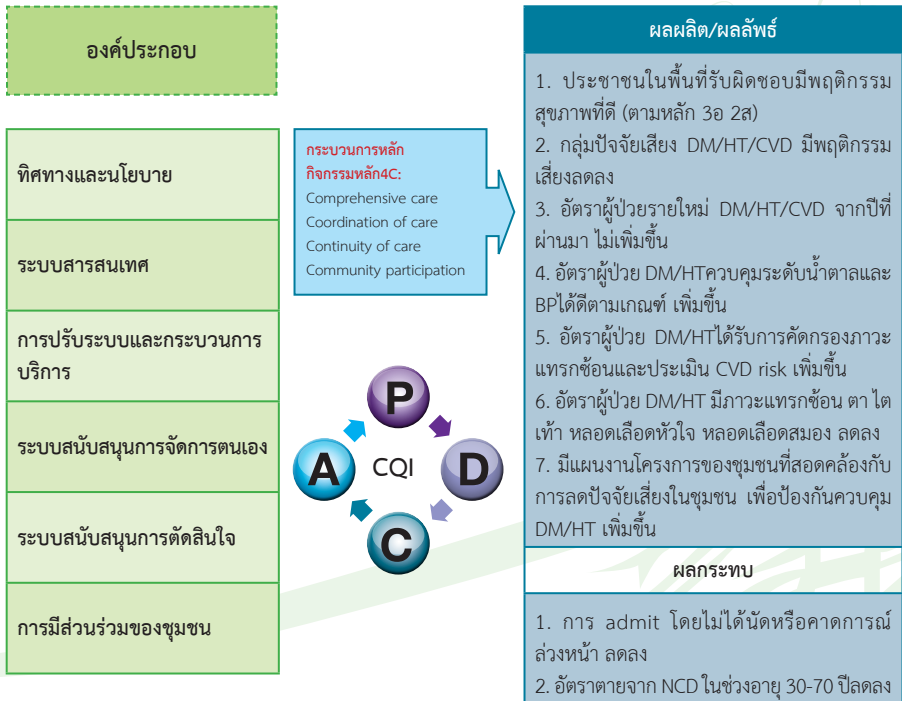 องค์ประกอบ
ทิศทางและนโยบาย
ระบบสารสนเทศ
การปรับระบบและกระบวนการ
บริการ
ระบบสนับสนุนการจัดการตนเอง
ระบบสนับสนุนการตัดสินใจ
การมีส่วนร่วมของชุมชน
กระบวนการหลัก
กิจกรรมหลัก4C:
Comprehensive care
Coordination of care
Continuity of care
Community participation
P
A
CQI
D
C
ผลผลิต/ผลลัพธ์
1. ประชาชนในพื้นที่รับผิดชอบมีพฤติกรรม
สุขภาพที่ดี (ตามหลัก 3อ 2ส)
2. กลุ่มปัจจัยเสียง DM/HT/CVD มีพฤติกรรม
เสี่ยงลดลง
3. อัตราผู้ป่วยรายใหม่ DM/HT/CVD จากปีที่
ผ่านมา ไม่เพิ่มขึ้น
4. อัตราผู้ป่วย DM/HTควบคุมระดับน้ำตาลและ
BPได้ดีตามเกณฑ์ เพิ่มขึ้น
5. อัตราผู้ป่วย DM/HTได้รับการคัดกรองภาวะ
แทรกซ้อนและประเมิน CVD risk เพิ่มขึ้น
6. อัตราผู้ป่วย DM/HT มีภาวะแทรกซ้อน ตา ไต
เท้า หลอดเลือดหัวใจ หลอดเลือดสมอง ลดลง
7. มีแผนงานโครงการของชุมชนที่สอดคล้องกับ
การลดปัจจัยเสี่ยงในชุมชน เพื่อป้องกันควบคุม
DM/HT เพิ่มขึ้น
ผลกระทบ
1. การ admit โดยไม่ได้นัดหรือคาดการณ์
ล่วงหน้า ลดลง
2. อัตราตายจาก NCD ในช่วงอายุ 30-70 ปีลดลง